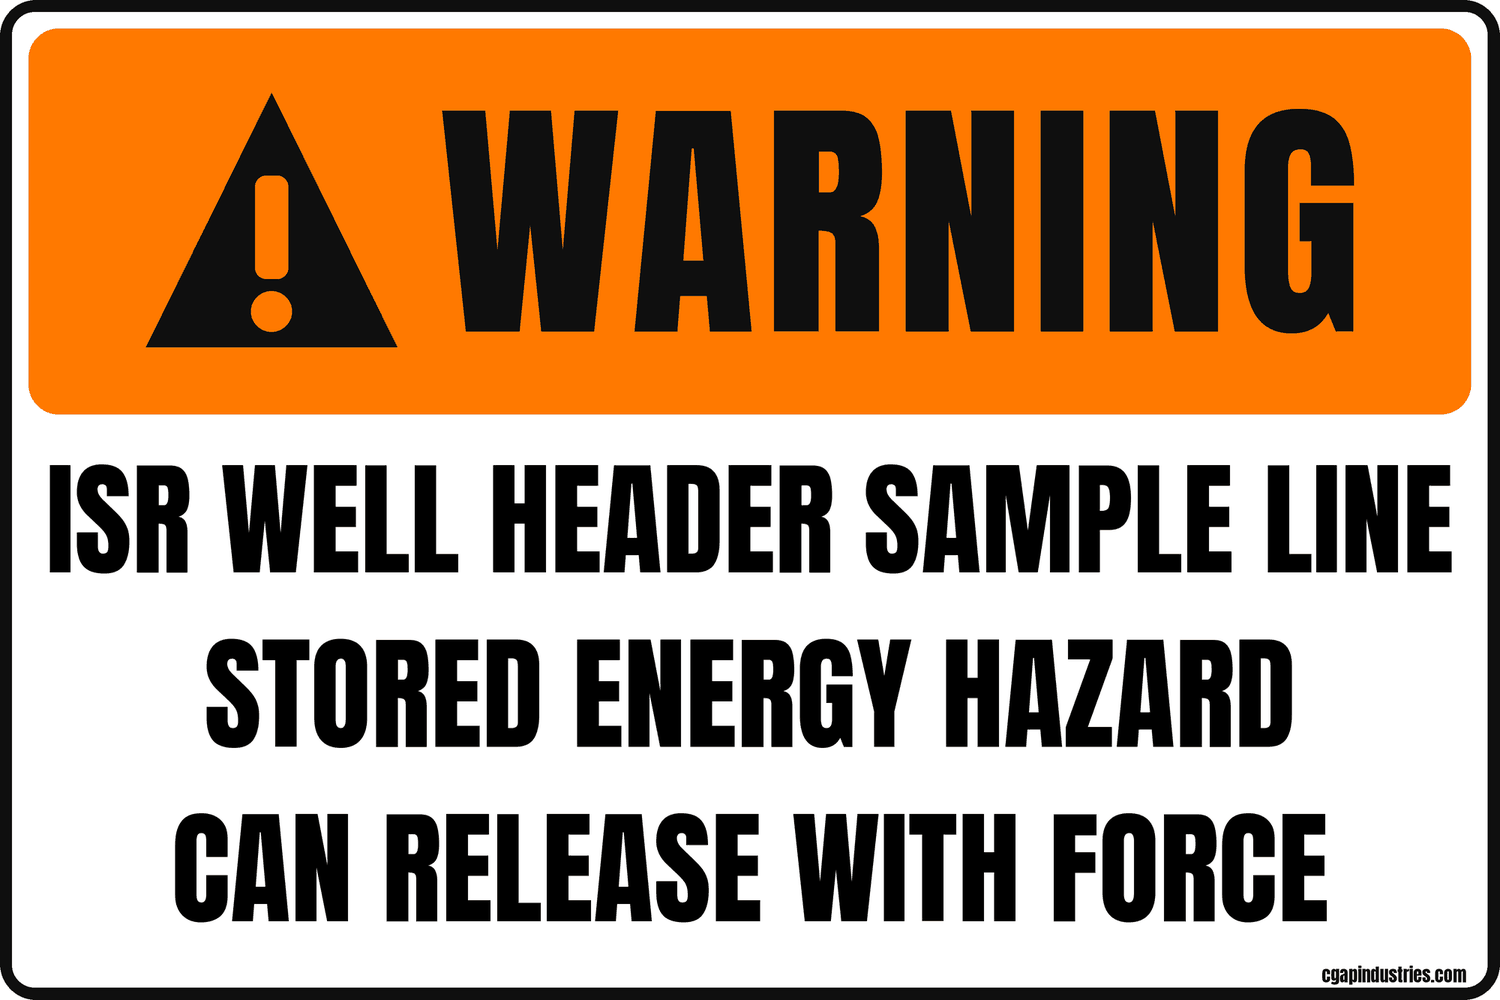 WARNING
ISR WELL HEADER SAMPLE LINE
STORED ENERGY HAZARD
CAN RELEASE WITH FORCE
cgapindustries.com